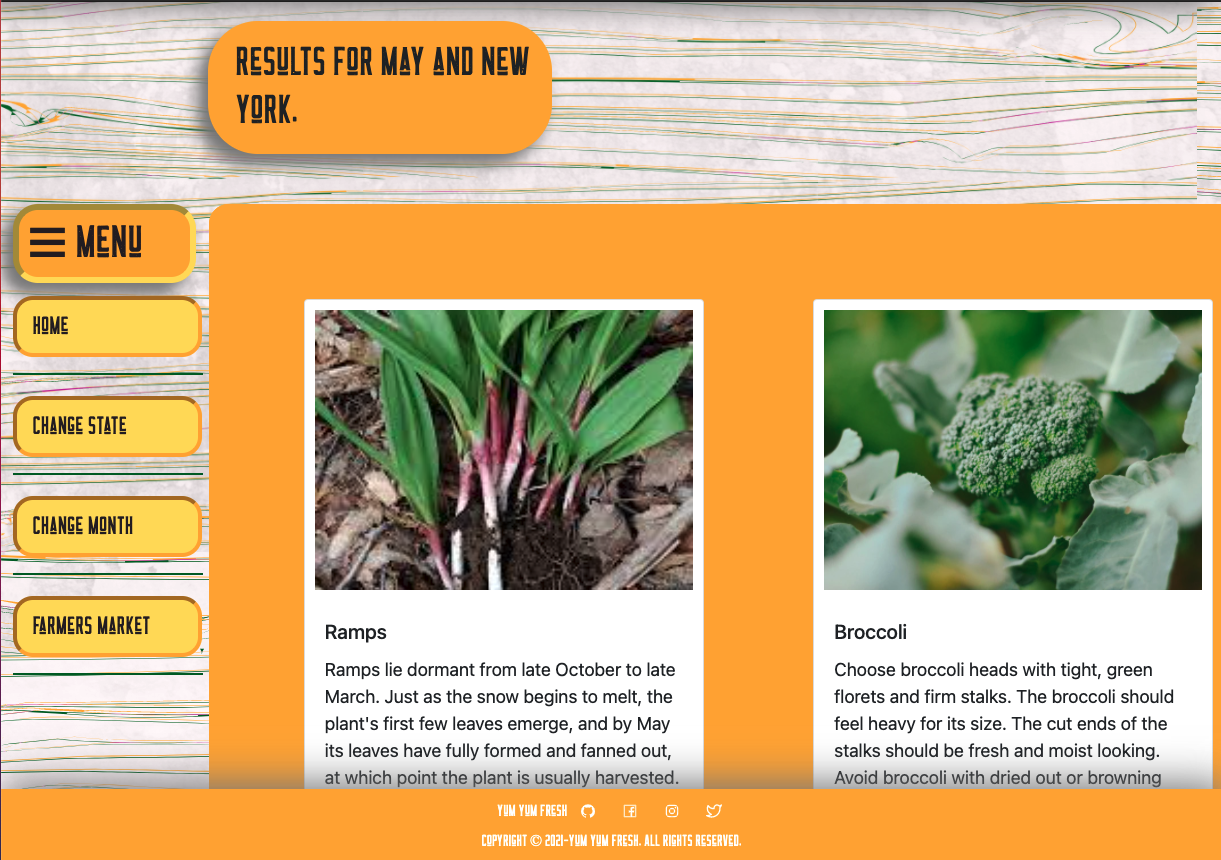 RESULTS FOR MAY AND NEW
YORK.
MENU
HOME
CHANGE STATE
CHANGE MONTH
FARMERS MARKET
Ramps
Ramps lie dormant from late October to late
March. Just as the snow begins to melt, the
plant's first few leaves emerge, and by May
its leaves have fully formed and fanned out,
at which point the plant is usually harvested.
Broccoli
Choose broccoli heads with tight, green
florets and firm stalks. The broccoli should
feel heavy for its size. The cut ends of the
stalks should be fresh and moist looking.
Avoid broccoli with dried out or browning
YUM YUM FRESH
COPYRIGHT © 2021-YUM YUM FRESH. ALL RIGHTS RESERVED.